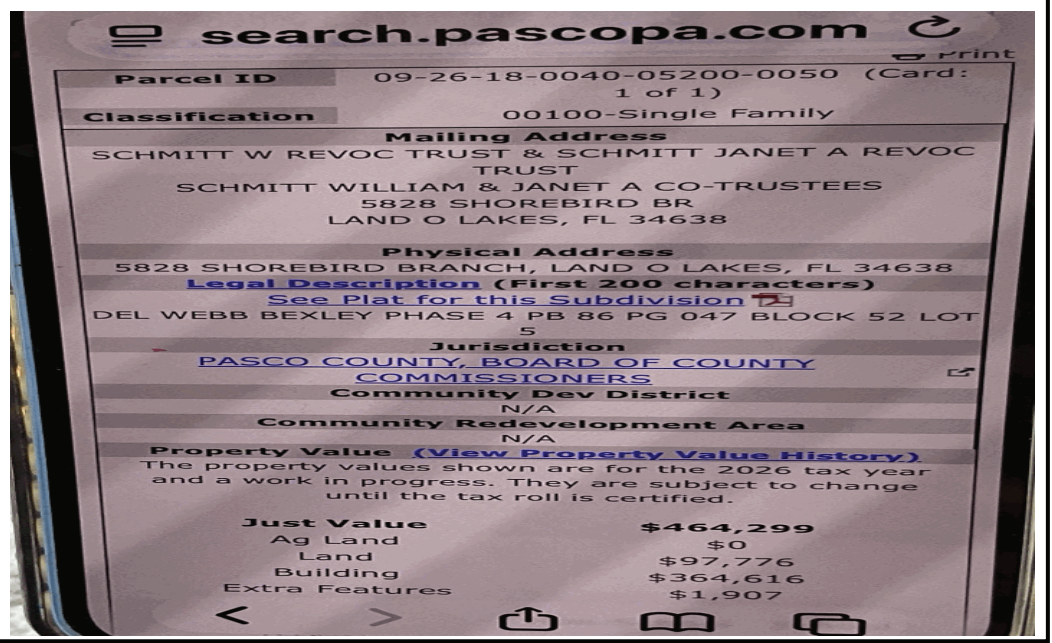 search.pascopa.com
Print
Parcel ID 09-26-18-0040-05200-0050 (Card: 1 of 1)
Classification 00100-Single Family
Mailing Address
SCHMITT W REVOC TRUST & SCHMITT JANET A REVOC
TRUST
SCHMITT WILLIAM & JANET A CO-TRUSTEES
5828 SHOREBIRD BR
LAND O LAKES, FL 34638
Physical Address
5828 SHOREBIRD BRANCH, LAND O LAKES, FL 34638
Legal Description (First 200 characters)
See Plat for this Subdivision
DEL WEBB BEXLEY PHASE 4 PB 86 PG 047 BLOCK 52 LOT
5
Jurisdiction
PASCO COUNTY, BOARD OF COUNTY
COMMISSIONERS
Community Dev District
N/A
Community Redevelopment Area
N/A
Property Value (View Property Value History)
The property values shown are for the 2026 tax year
and a work in progress. They are subject to change
until the tax roll is certified.
Just Value $464,299
Ag Land $0
Land $97,776
Building $364,616
Extra Features $1,907